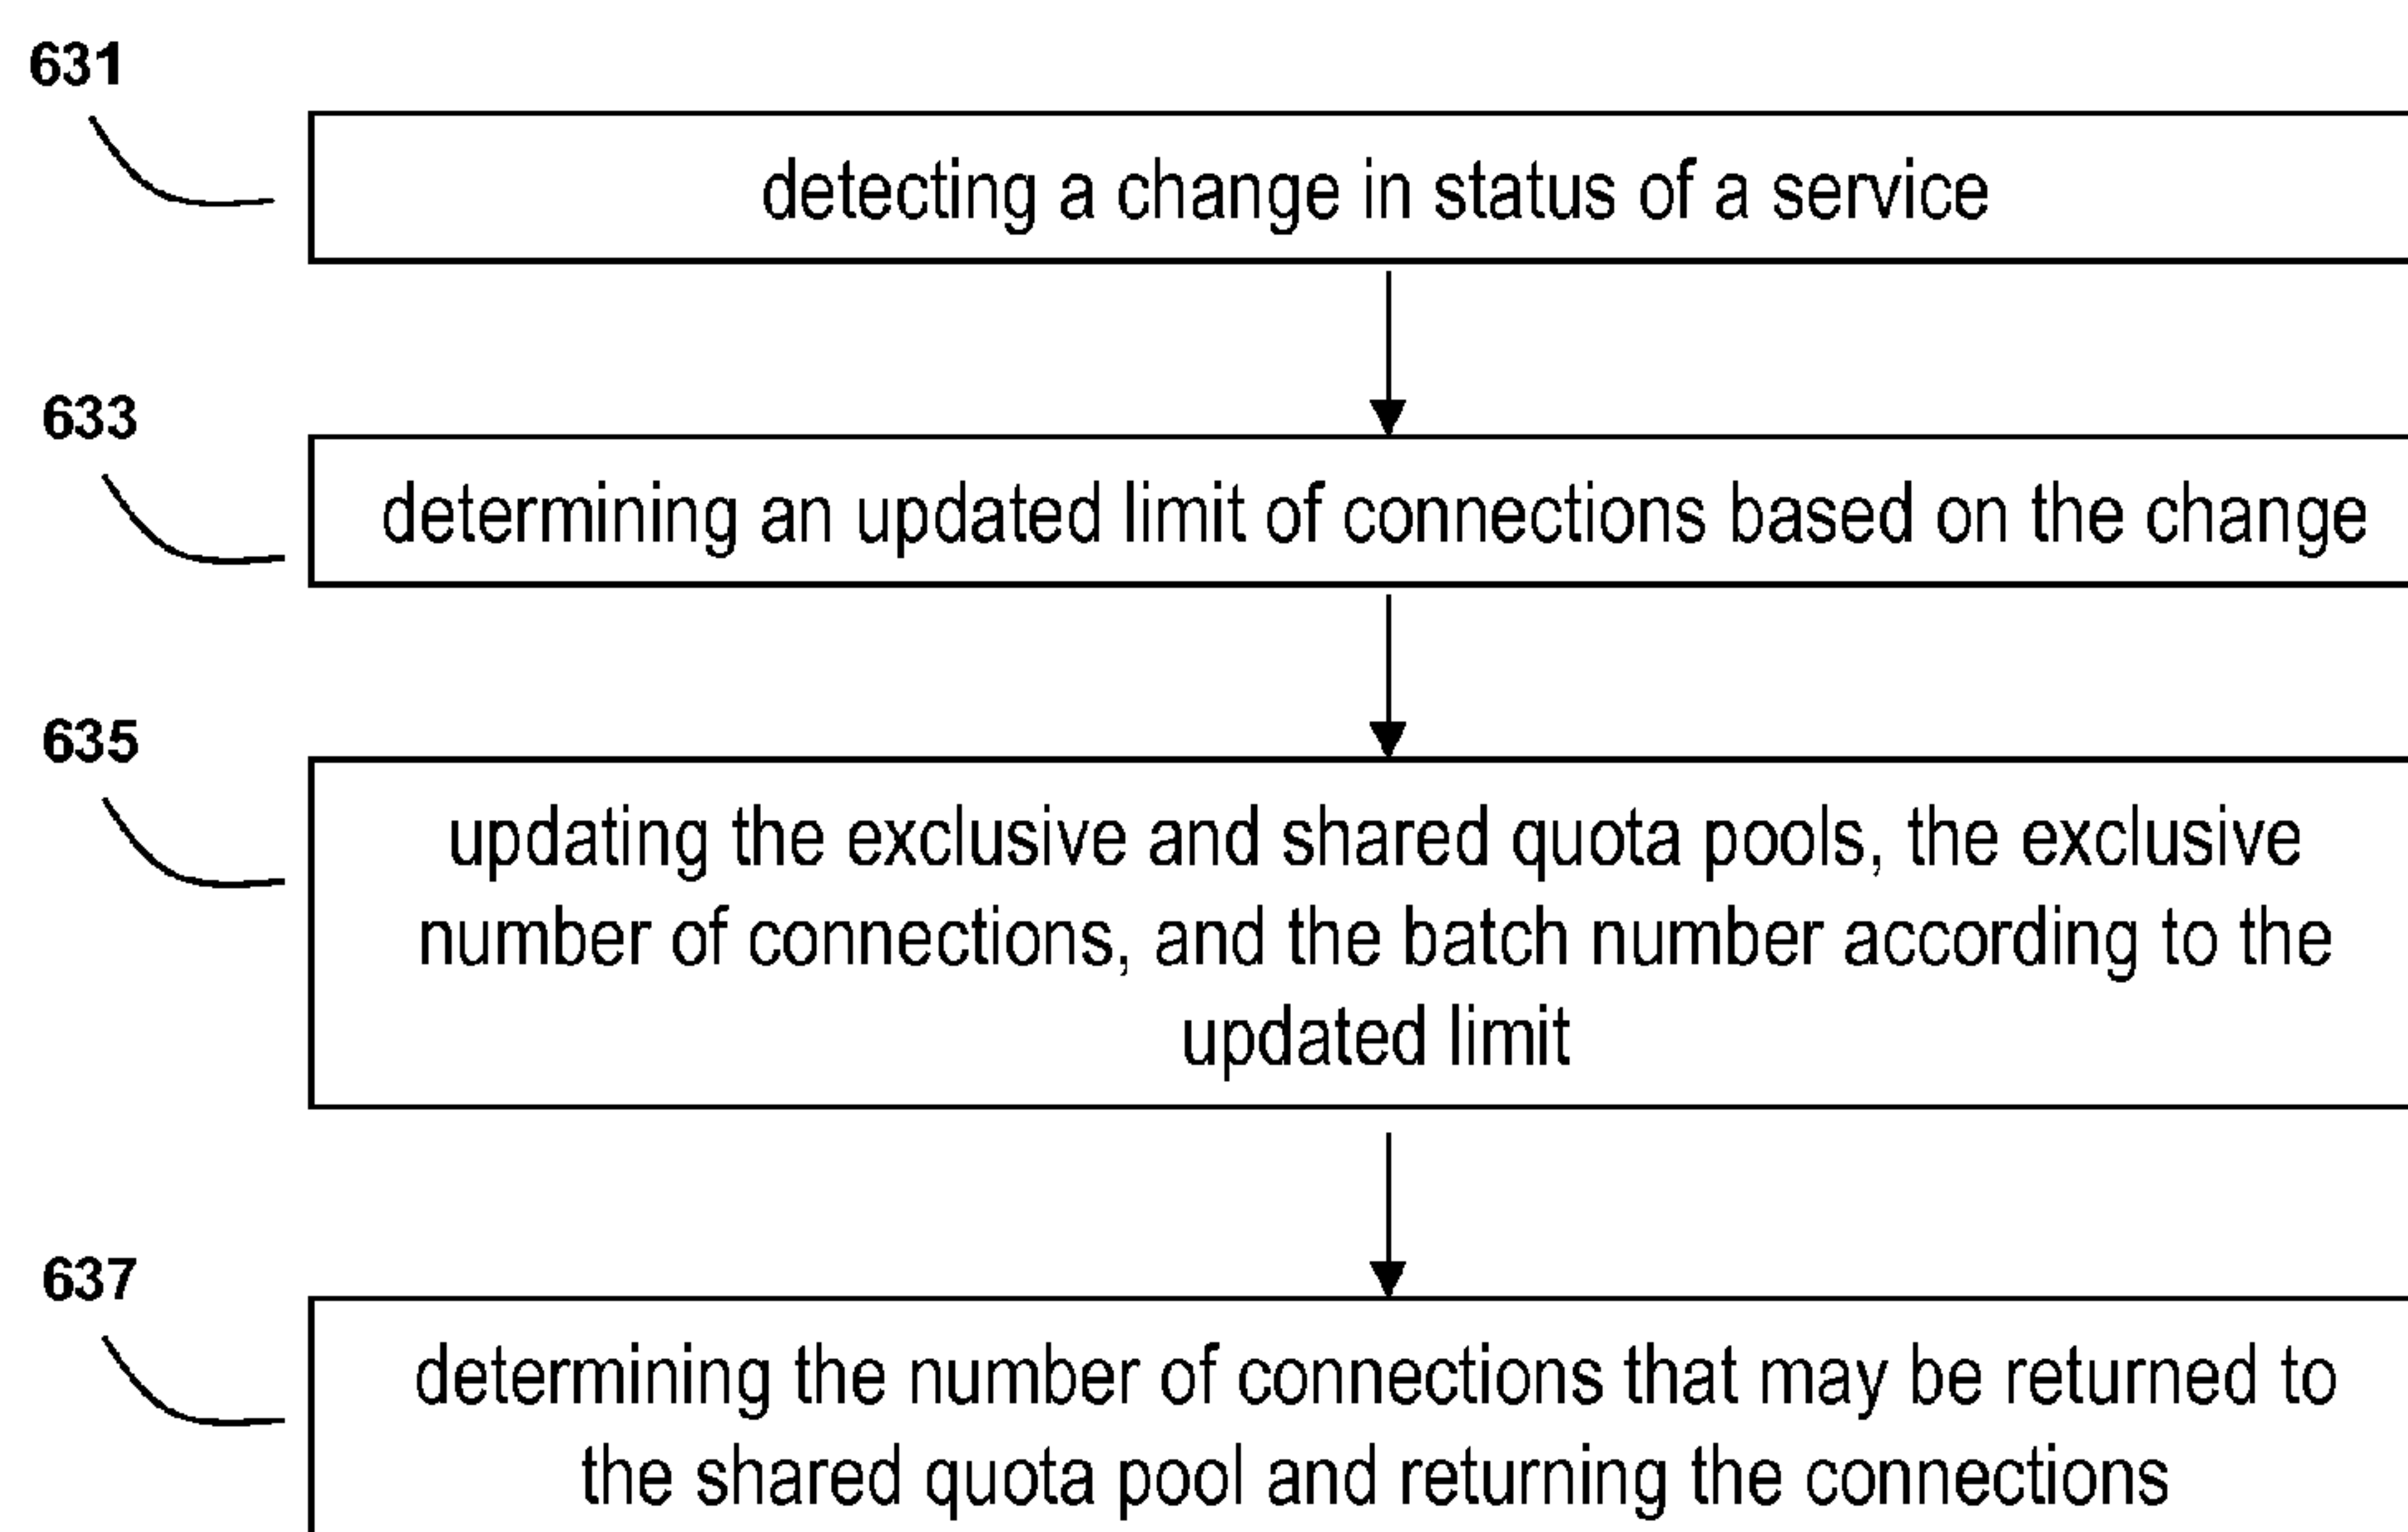 631
detecting a change in status of a service
633
determining an updated limit of connections based on the change
635
updating the exclusive and shared quota pools, the exclusive
number of connections, and the batch number according to the
updated limit
637
determining the number of connections that may be returned to
the shared quota pool and returning the connections